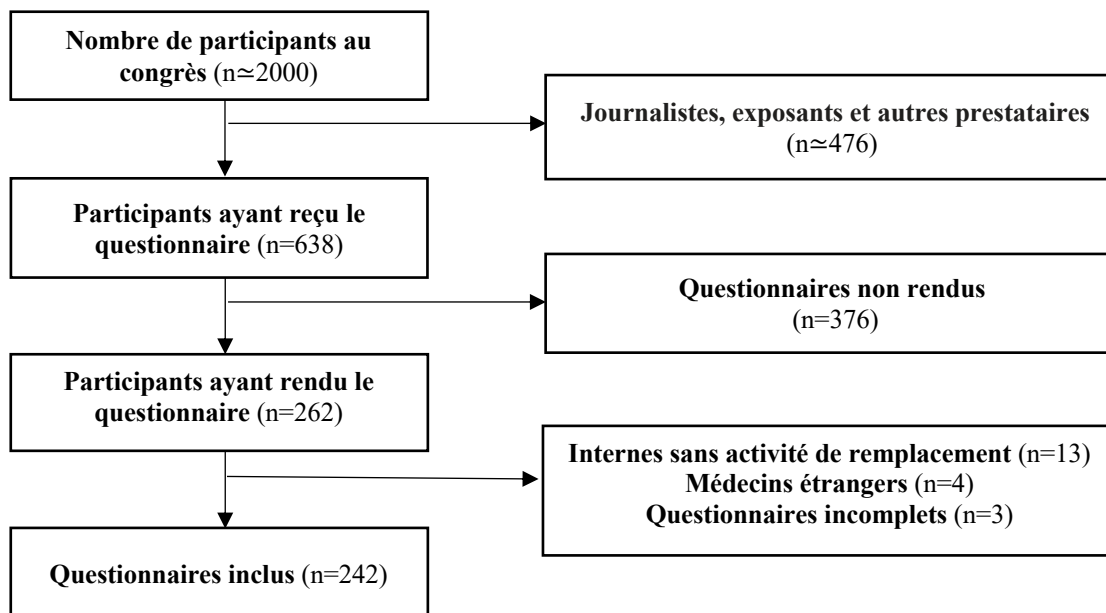 Nombre de participants au
congrès (n≃2000)
Journalistes, exposants et autres prestataires
(n≃476)
Participants ayant reçu le
questionnaire (n=638)
Questionnaires non rendus
(n=376)
Participants ayant rendu le
questionnaire (n=262)
Internes sans activité de remplacement (n=13)
Médecins étrangers (n=4)
Questionnaires incomplets (n=3)
Questionnaires inclus (n=242)